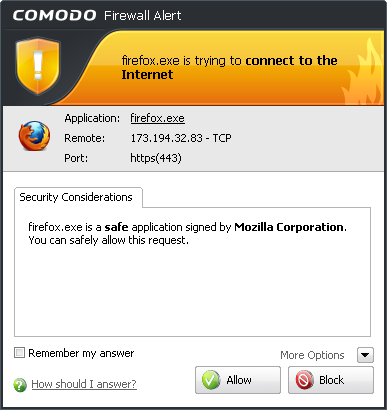 COMODO Firewall Alert
firefox.exe is trying to connect to the
Internet
Application: firefox.exe
Remote: 173.194.32.83 - TCP
Port: https(443)
Security Considerations
firefox.exe is a safe application signed by Mozilla Corporation.
You can safely allow this request.
Remember my answer
More Options
How should I answer?
Allow
Block